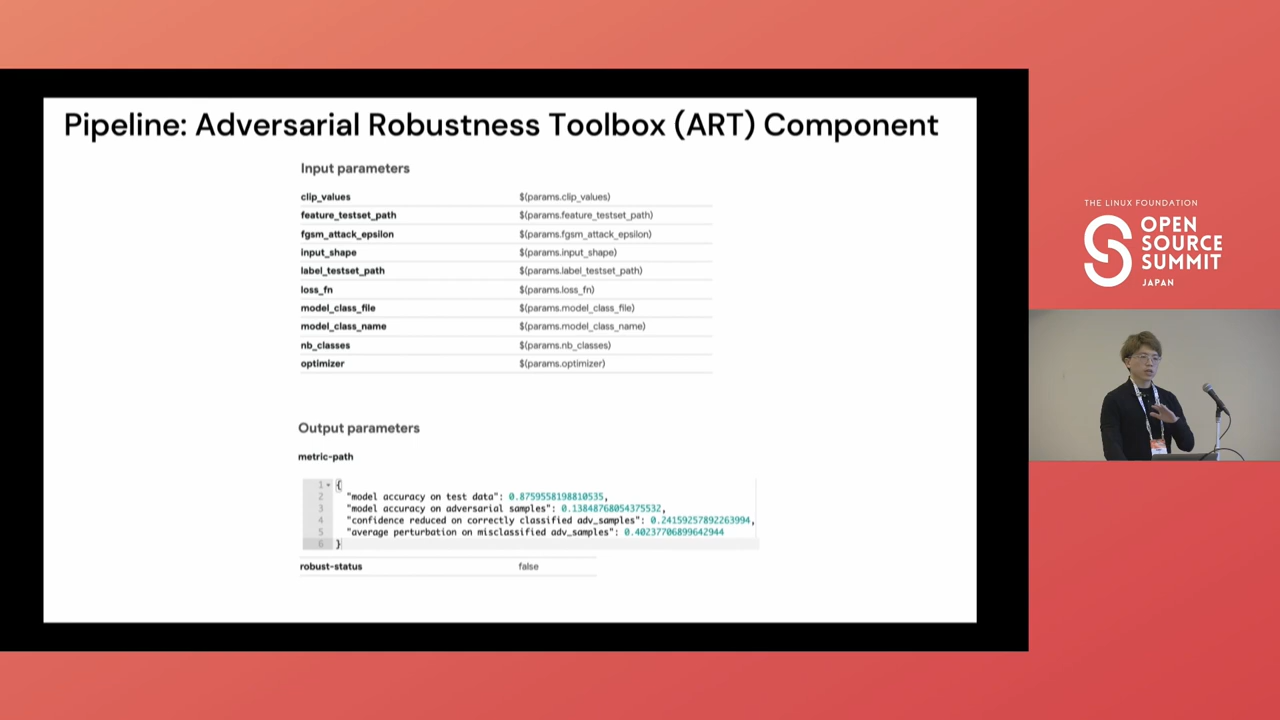 Pipeline: Adversarial Robustness Toolbox (ART) Component
Input parameters
clip_values $(params.clip_values)
feature_testset_path $(params.feature_testset_path)
fgsm_attack_epsilon $(params.fgsm_attack_epsilon)
input_shape $(params.input_shape)
label_testset_path $(params.label_testset_path)
loss_fn $(params.loss_fn)
model_class_file $(params.model_class_file)
model_class_name $(params.model_class_name)
nb_classes $(params.nb_classes)
optimizer $(params.optimizer)
Output parameters
metric-path
1 {
2 "model accuracy on test data": 0.8759558198810535,
3 "model accuracy on adversarial samples": 0.13848768054375532,
4 "confidence reduced on correctly classified adv_samples": 0.24159257892263994,
5 "average perturbation on misclassified adv_samples": 0.40237706899642944
6 }
robust-status false
THE LINUX FOUNDATION
OPEN
SOURCE
SUMMIT
JAPAN